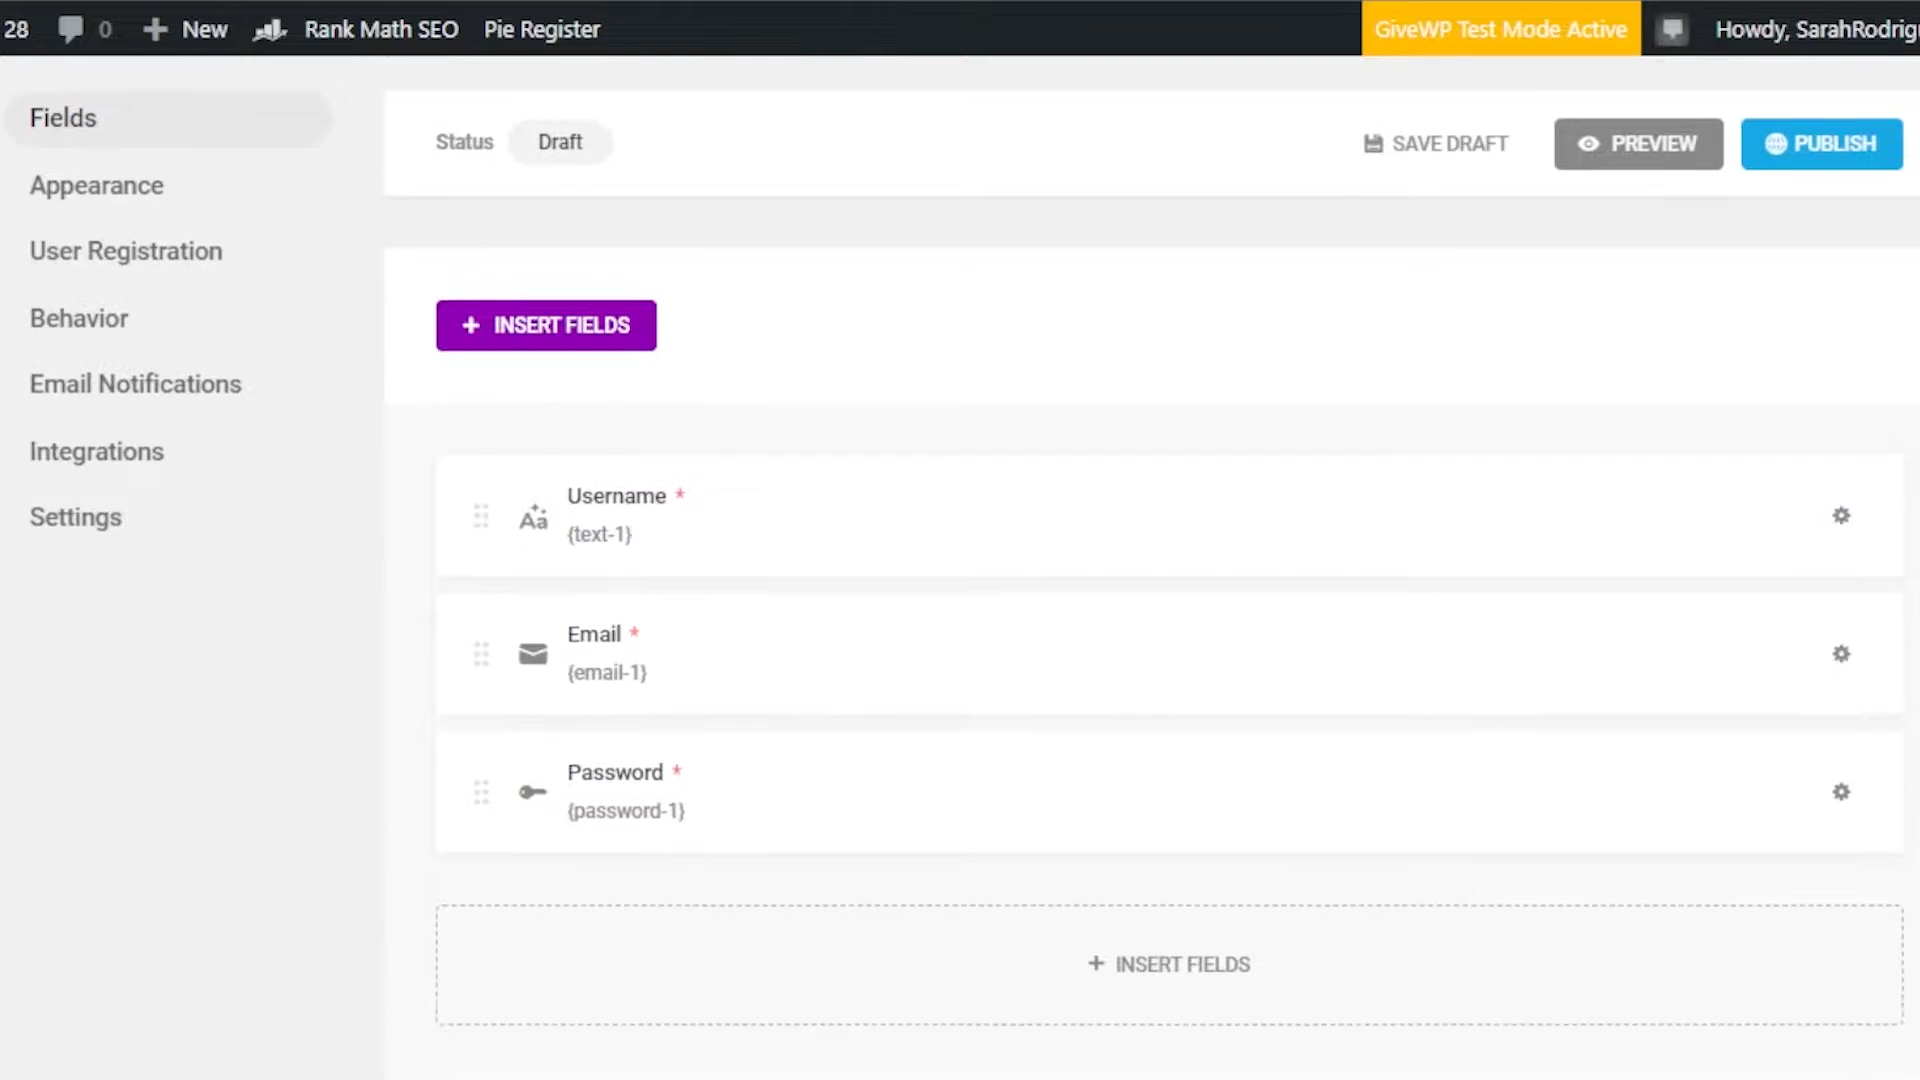 28 0 New Rank Math SEO Pie Register GiveWP Test Mode Active Howdy, SarahRodrig
Fields
Appearance
User Registration
Behavior
Email Notifications
Integrations
Settings
Status Draft SAVE DRAFT PREVIEW PUBLISH
+ INSERT FIELDS
Aa
Username *
{text-1}
Email *
{email-1}
Password *
{password-1}
+ INSERT FIELDS